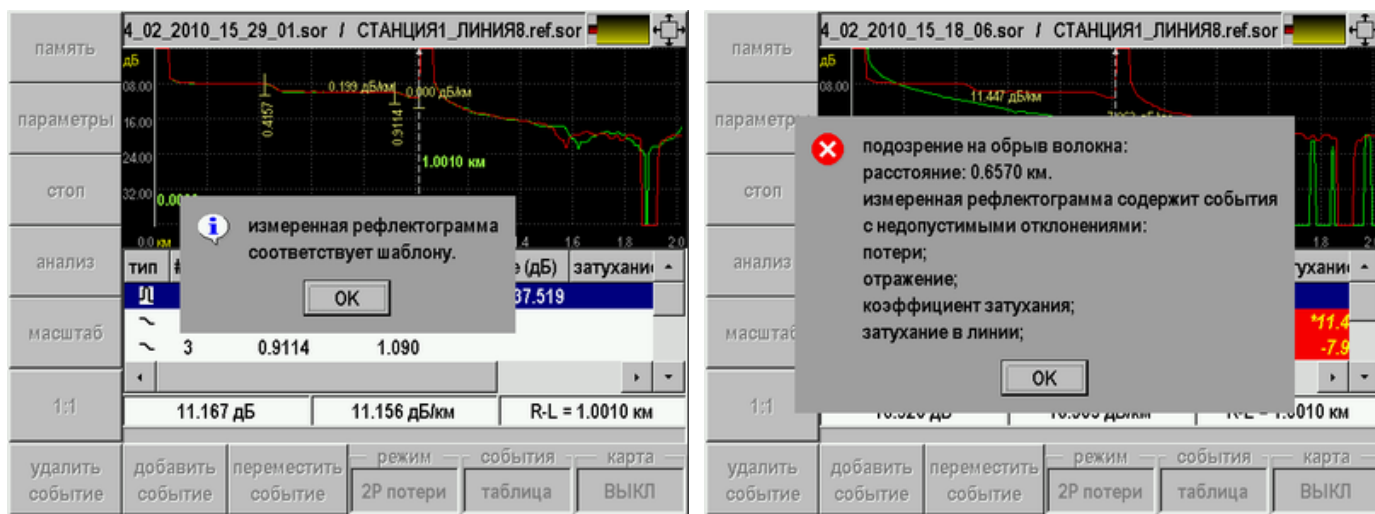 память
параметры
стоп
анализ
масштаб
1:1
4_02_2010_15_29_01.sor / СТАНЦИЯ1_ЛИНИЯ8.ref.sor
дБ
08.00
16.00
24.00
32.00
0.4157
0.199 дБ/км
0.9114
0.000 дБ/км
1.0010 км
0.0 км
1.6 1.8 2.0
измеренная рефлектограмма
соответствует шаблону.
OK
тип (дБ) затухани
37.519
3 0.9114 1.090
11.167 дБ 11.156 дБ/км R-L = 1.0010 км
удалить
событие
добавить
событие
переместить
событие
режим
2Р потери
события
таблица
карта
ВЫКЛ
память
стоп
анализ
1:1
4_02_2010_15_18_06.sor / СТАНЦИЯ1_ЛИНИЯ8.ref.sor
дБ
08.00
11.447 дБ/км
подозрение на обрыв волокна:
расстояние: 0.6570 км.
измеренная рефлектограмма содержит события
с недопустимыми отклонениями:
потери;
отражение;
коэффициент затухания;
затухание в линии;
OK
1.8
*11.4
-7.9
R-L = 1.0010 км
удалить
событие
добавить
событие
переместить
событие
режим
2Р потери
события
таблица
карта
ВЫКЛ